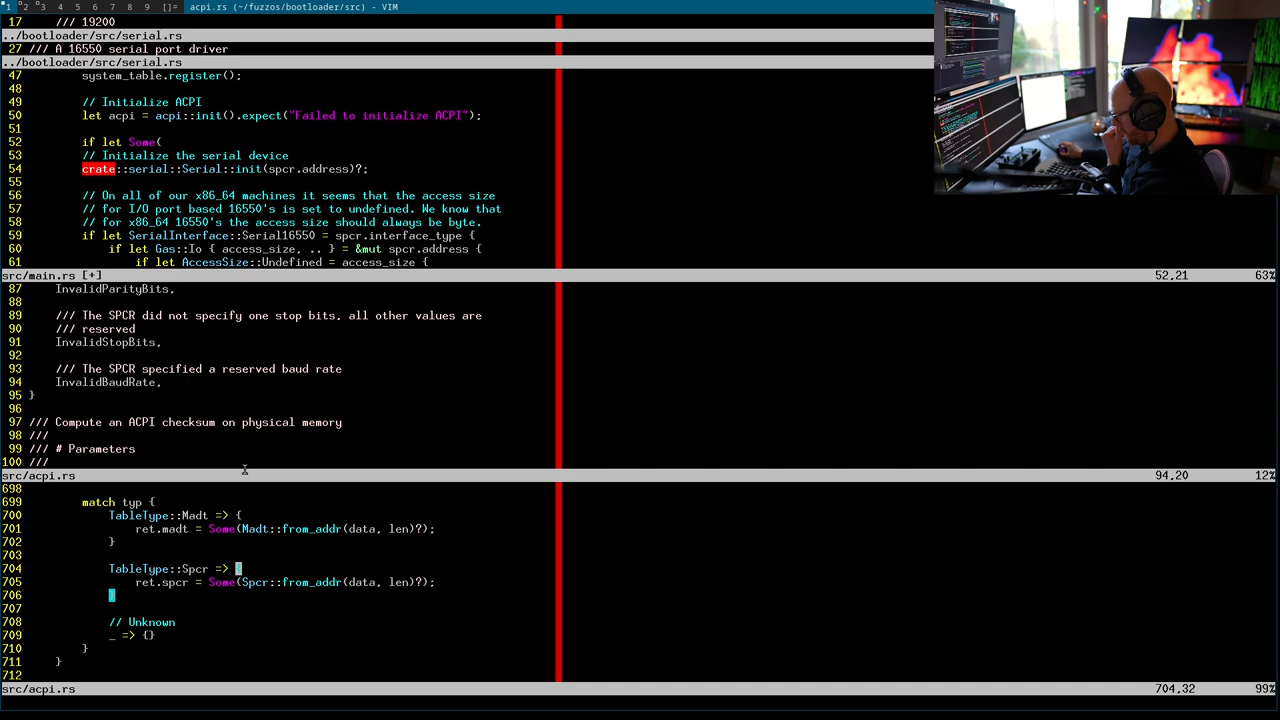 1 2 3 4 5 6 7 8 9 []= acpi.rs (~/fuzzos/bootloader/src) - VIM
17 /// 19200
../bootloader/src/serial.rs
27 /// A 16550 serial port driver
../bootloader/src/serial.rs
47 system_table.register();
48
49 // Initialize ACPI
50 let acpi = acpi::init().expect("Failed to initialize ACPI");
51
52 if let Some(
53 // Initialize the serial device
54 crate::serial::Serial::init(spcr.address)?;
55
56 // On all of our x86_64 machines it seems that the access size
57 // for I/O port based 16550's is set to undefined. We know that
58 // for x86_64 16550's the access size should always be byte.
59 if let SerialInterface::Serial16550 = spcr.interface_type {
60 if let Gas::Io { access_size, .. } = &mut spcr.address {
61 if let AccessSize::Undefined = access_size {
src/main.rs [+] 52,21 63%
87 InvalidParityBits,
88
89 /// The SPCR did not specify one stop bits, all other values are
90 /// reserved
91 InvalidStopBits,
92
93 /// The SPCR specified a reserved baud rate
94 InvalidBaudRate,
95 }
96
97 /// Compute an ACPI checksum on physical memory
98 ///
99 /// # Parameters
100 ///
src/acpi.rs 94,20 12%
698
699 match typ {
700 TableType::Madt => {
701 ret.madt = Some(Madt::from_addr(data, len)?);
702 }
703
704 TableType::Spcr => {
705 ret.spcr = Some(Spcr::from_addr(data, len)?);
706 }
707
708 // Unknown
709 _ => {}
710 }
711 }
712
src/acpi.rs 704,32 99%